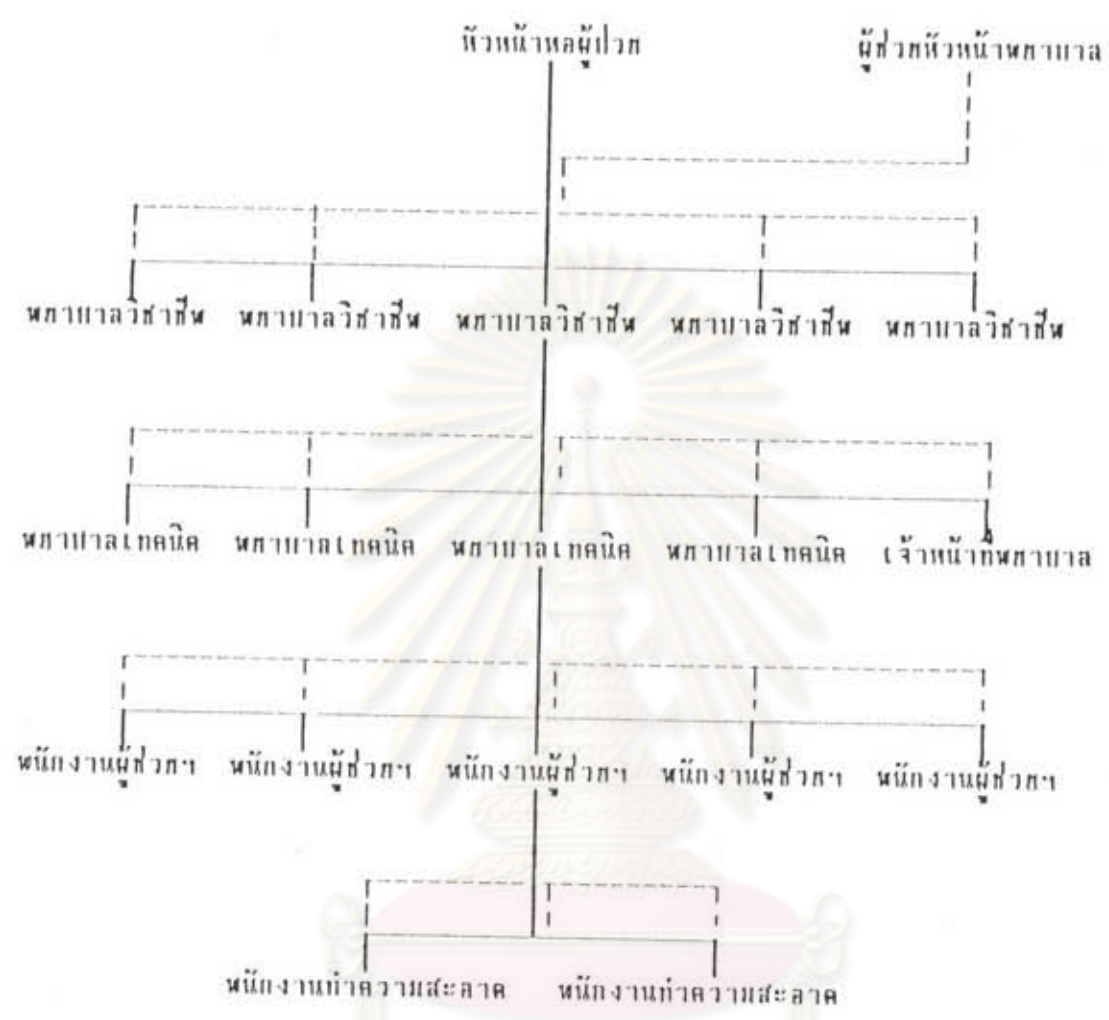 หัวหน้าหอผู้ป่วย ผู้ช่วยหัวหน้าพยาบาล
พยาบาลวิชาชีพ พยาบาลวิชาชีพ พยาบาลวิชาชีพ พยาบาลวิชาชีพ พยาบาลวิชาชีพ
พยาบาลเทคนิค พยาบาลเทคนิค พยาบาลเทคนิค พยาบาลเทคนิค เจ้าหน้าที่พยาบาล
พนักงานผู้ช่วยฯ พนักงานผู้ช่วยฯ พนักงานผู้ช่วยฯ พนักงานผู้ช่วยฯ พนักงานผู้ช่วยฯ
พนักงานทำความสะอาด พนักงานทำความสะอาด